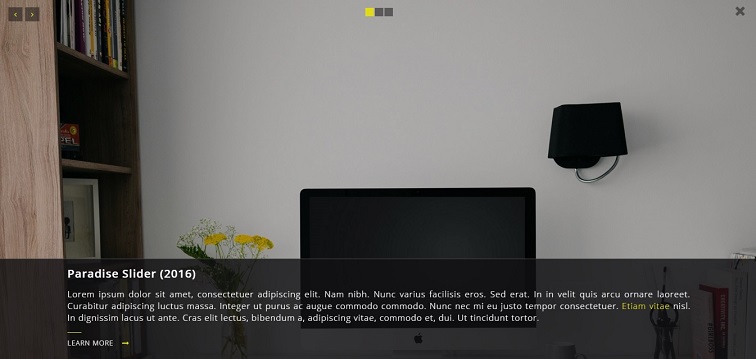 Paradise Slider (2016)
Lorem ipsum dolor sit amet, consectetuer adipiscing elit. Nam nibh. Nunc varius facilisis eros. Sed erat. In in velit quis arcu ornare laoreet.
Curabitur adipiscing luctus massa. Integer ut purus ac augue commodo commodo. Nunc nec mi eu justo tempor consectetuer. Etiam vitae nisl.
In dignissim lacus ut ante. Cras elit lectus, bibendum a, adipiscing vitae, commodo et, dui. Ut tincidunt tortor.
LEARN MORE